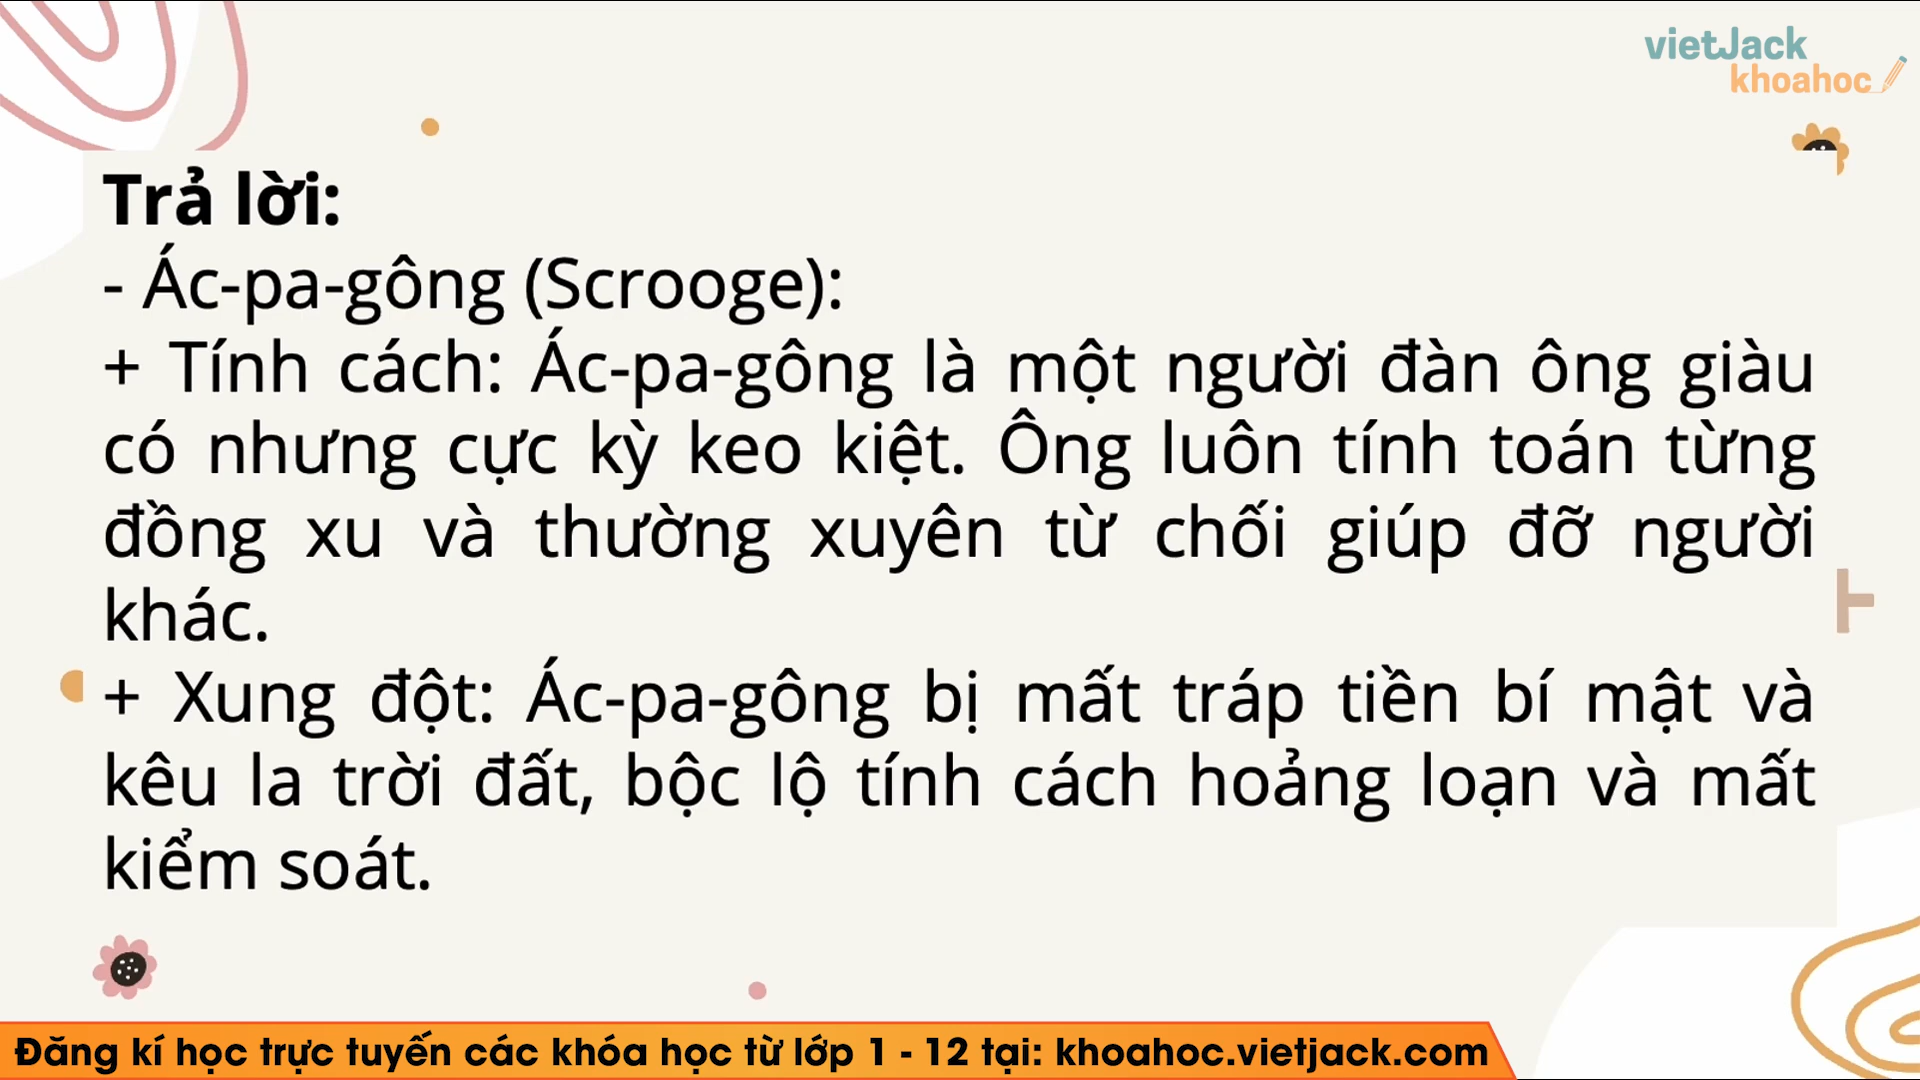 vietJack
khoahoc
Trả lời:
- Ác-pa-gông (Scrooge):
+ Tính cách: Ác-pa-gông là một người đàn ông giàu
có nhưng cực kỳ keo kiệt. Ông luôn tính toán từng
đồng xu và thường xuyên từ chối giúp đỡ người
khác.
+ Xung đột: Ác-pa-gông bị mất tráp tiền bí mật và
kêu la trời đất, bộc lộ tính cách hoảng loạn và mất
kiểm soát.
Đăng kí học trực tuyến các khóa học từ lớp 1 - 12 tại: khoahoc.vietjack.com